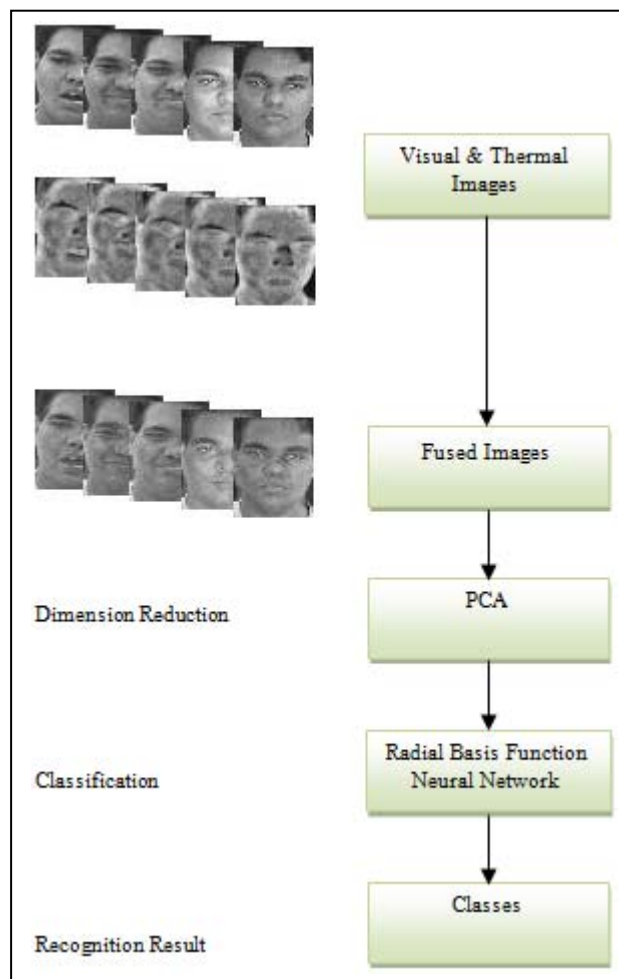 Visual & Thermal
Images
Fused Images
Dimension Reduction
PCA
Radial Basis Function
Neural Network
Classification
Classes
Recognition Result